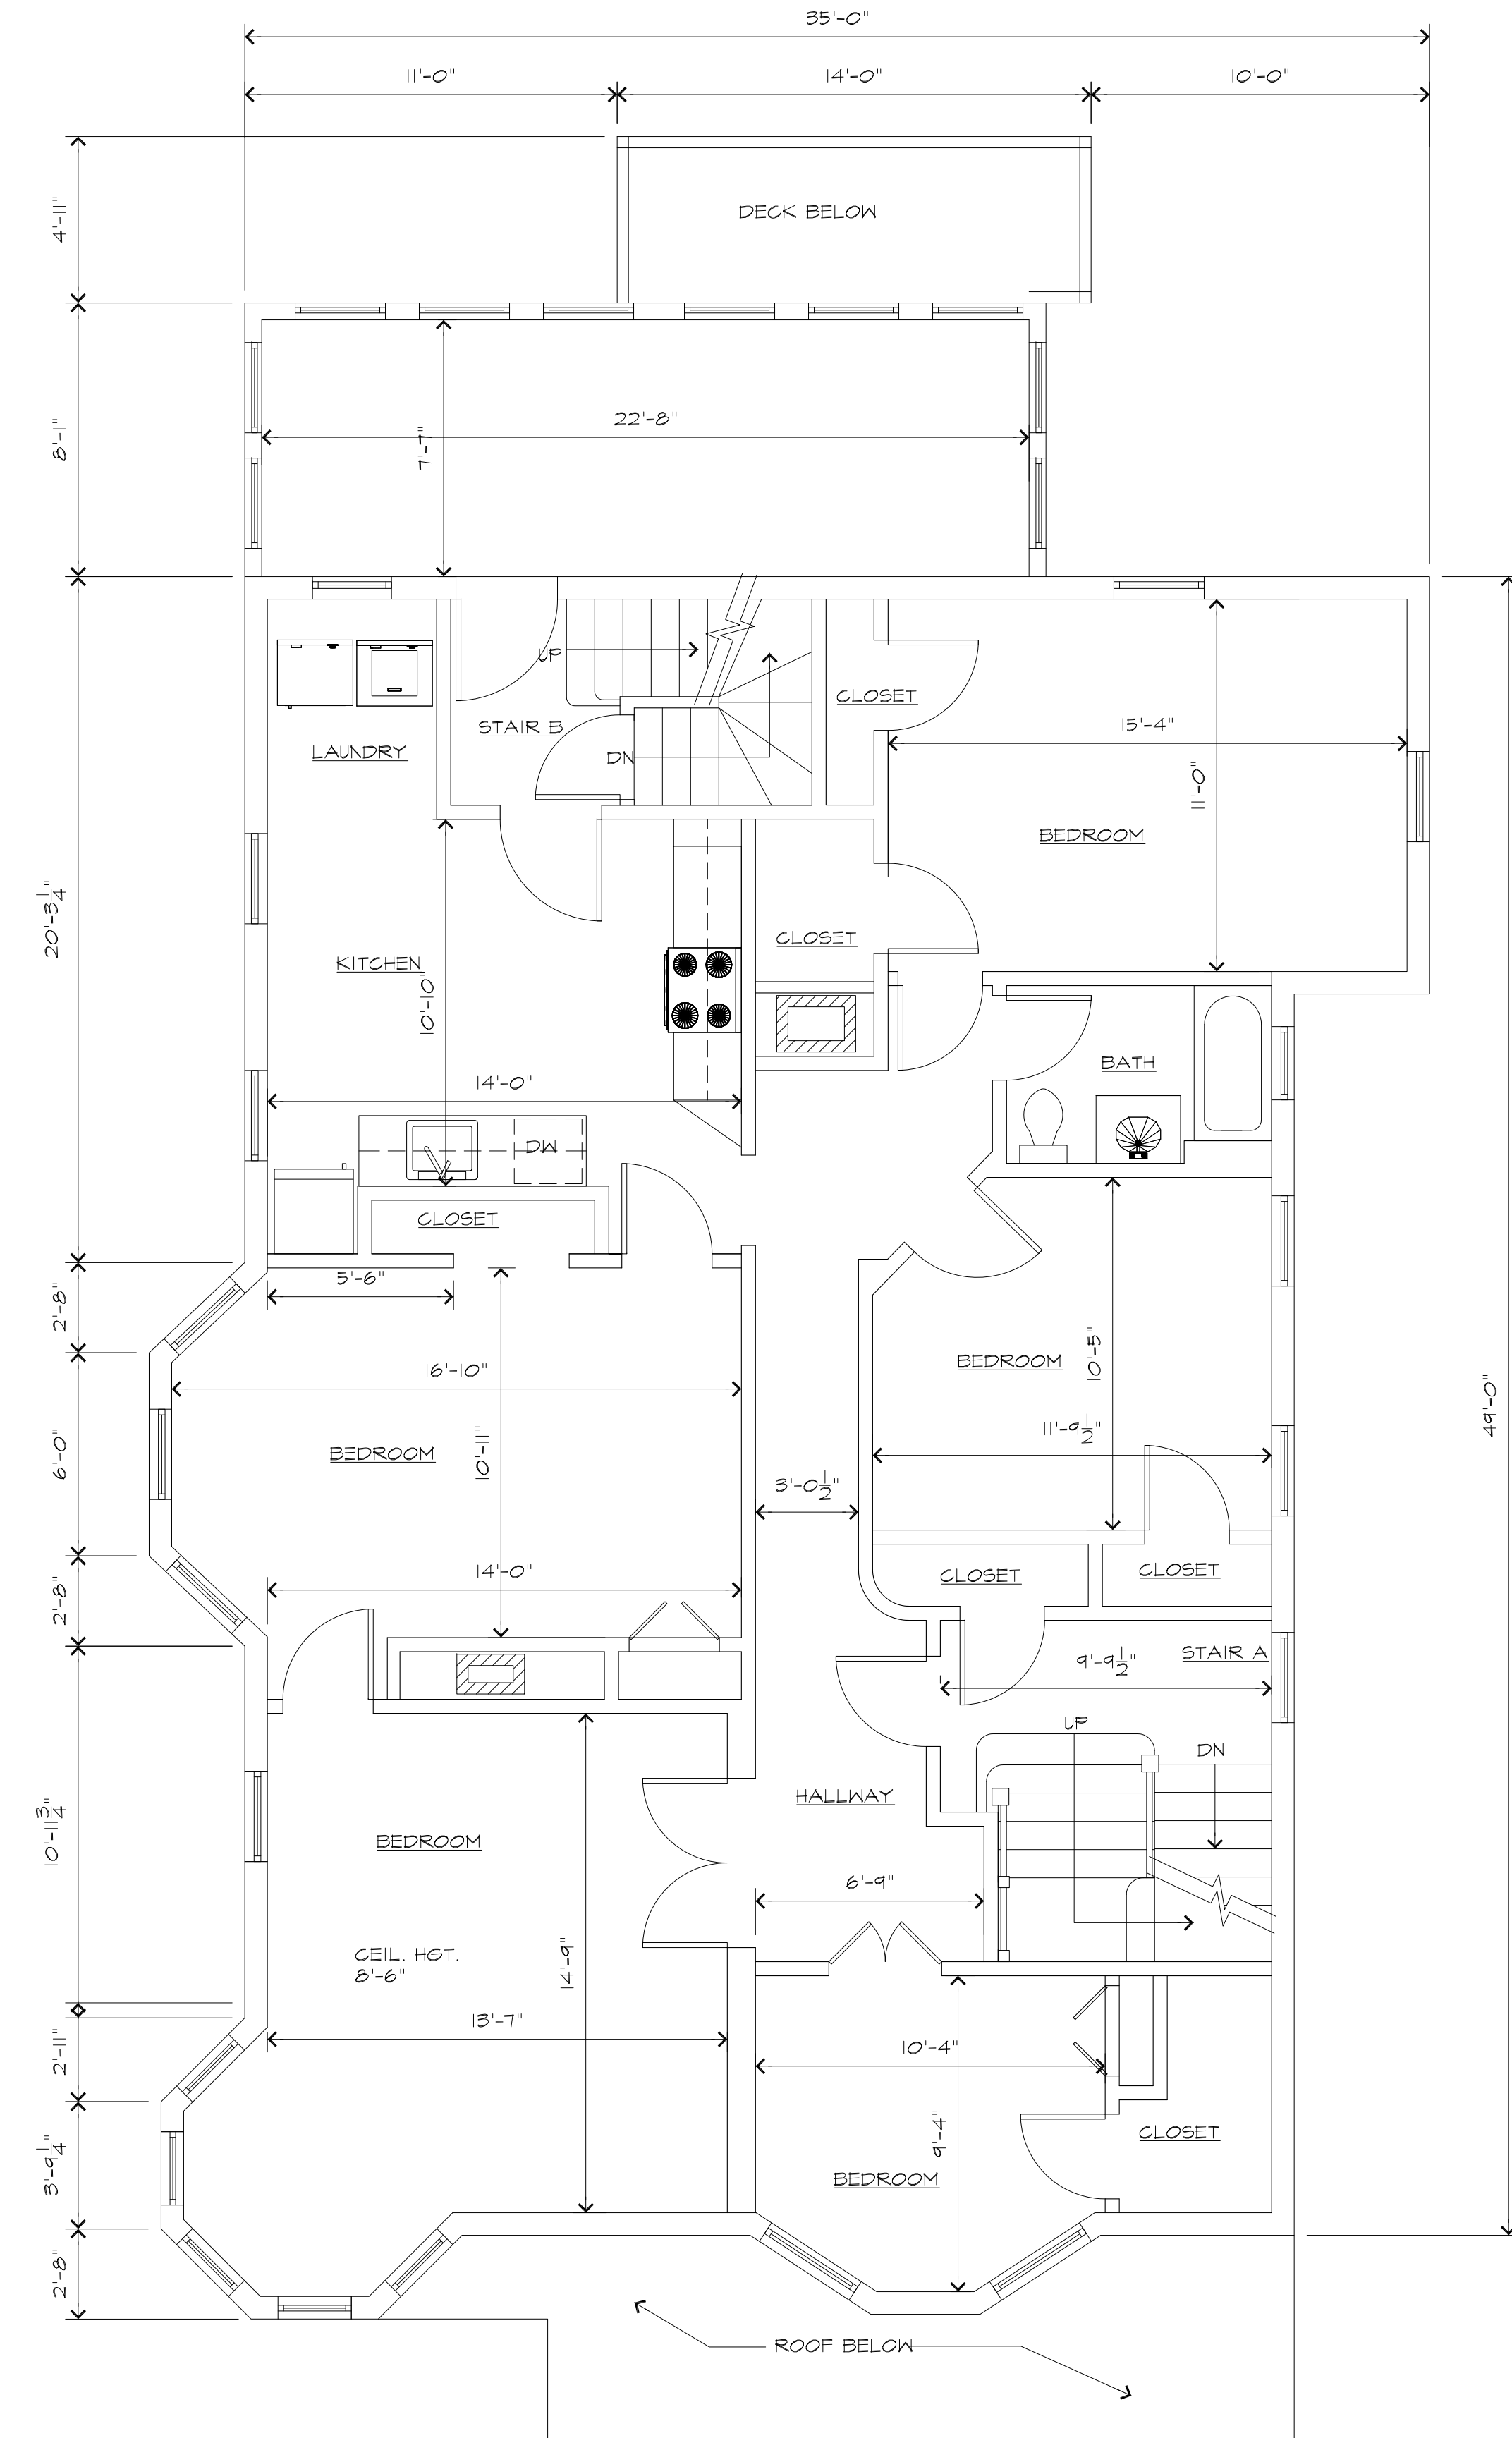 35'-0"
11'-0"
14'-0"
10'-0"
4'-11"
DECK BELOW
8'-1"
22'-8"
7'-7"
UP
CLOSET
STAIR B
15'-4"
LAUNDRY
DN
11'-0"
BEDROOM
20'-3 1/4"
CLOSET
KITCHEN
10'-10"
BATH
14'-0"
DW
CLOSET
5'-6"
2'-8"
BEDROOM
10'-5"
16'-10"
49'-0"
11'-9 1/2"
6'-0"
BEDROOM
10'-11"
3'-0 1/2"
14'-0"
CLOSET
CLOSET
2'-8"
STAIR A
9'-9 1/2"
UP
DN
HALLWAY
10'-11 3/4"
BEDROOM
6'-9"
CEIL. HGT.
8'-6"
14'-9"
13'-7"
10'-4"
2'-11"
9'-4"
CLOSET
3'-9 1/4"
BEDROOM
2'-8"
ROOF BELOW